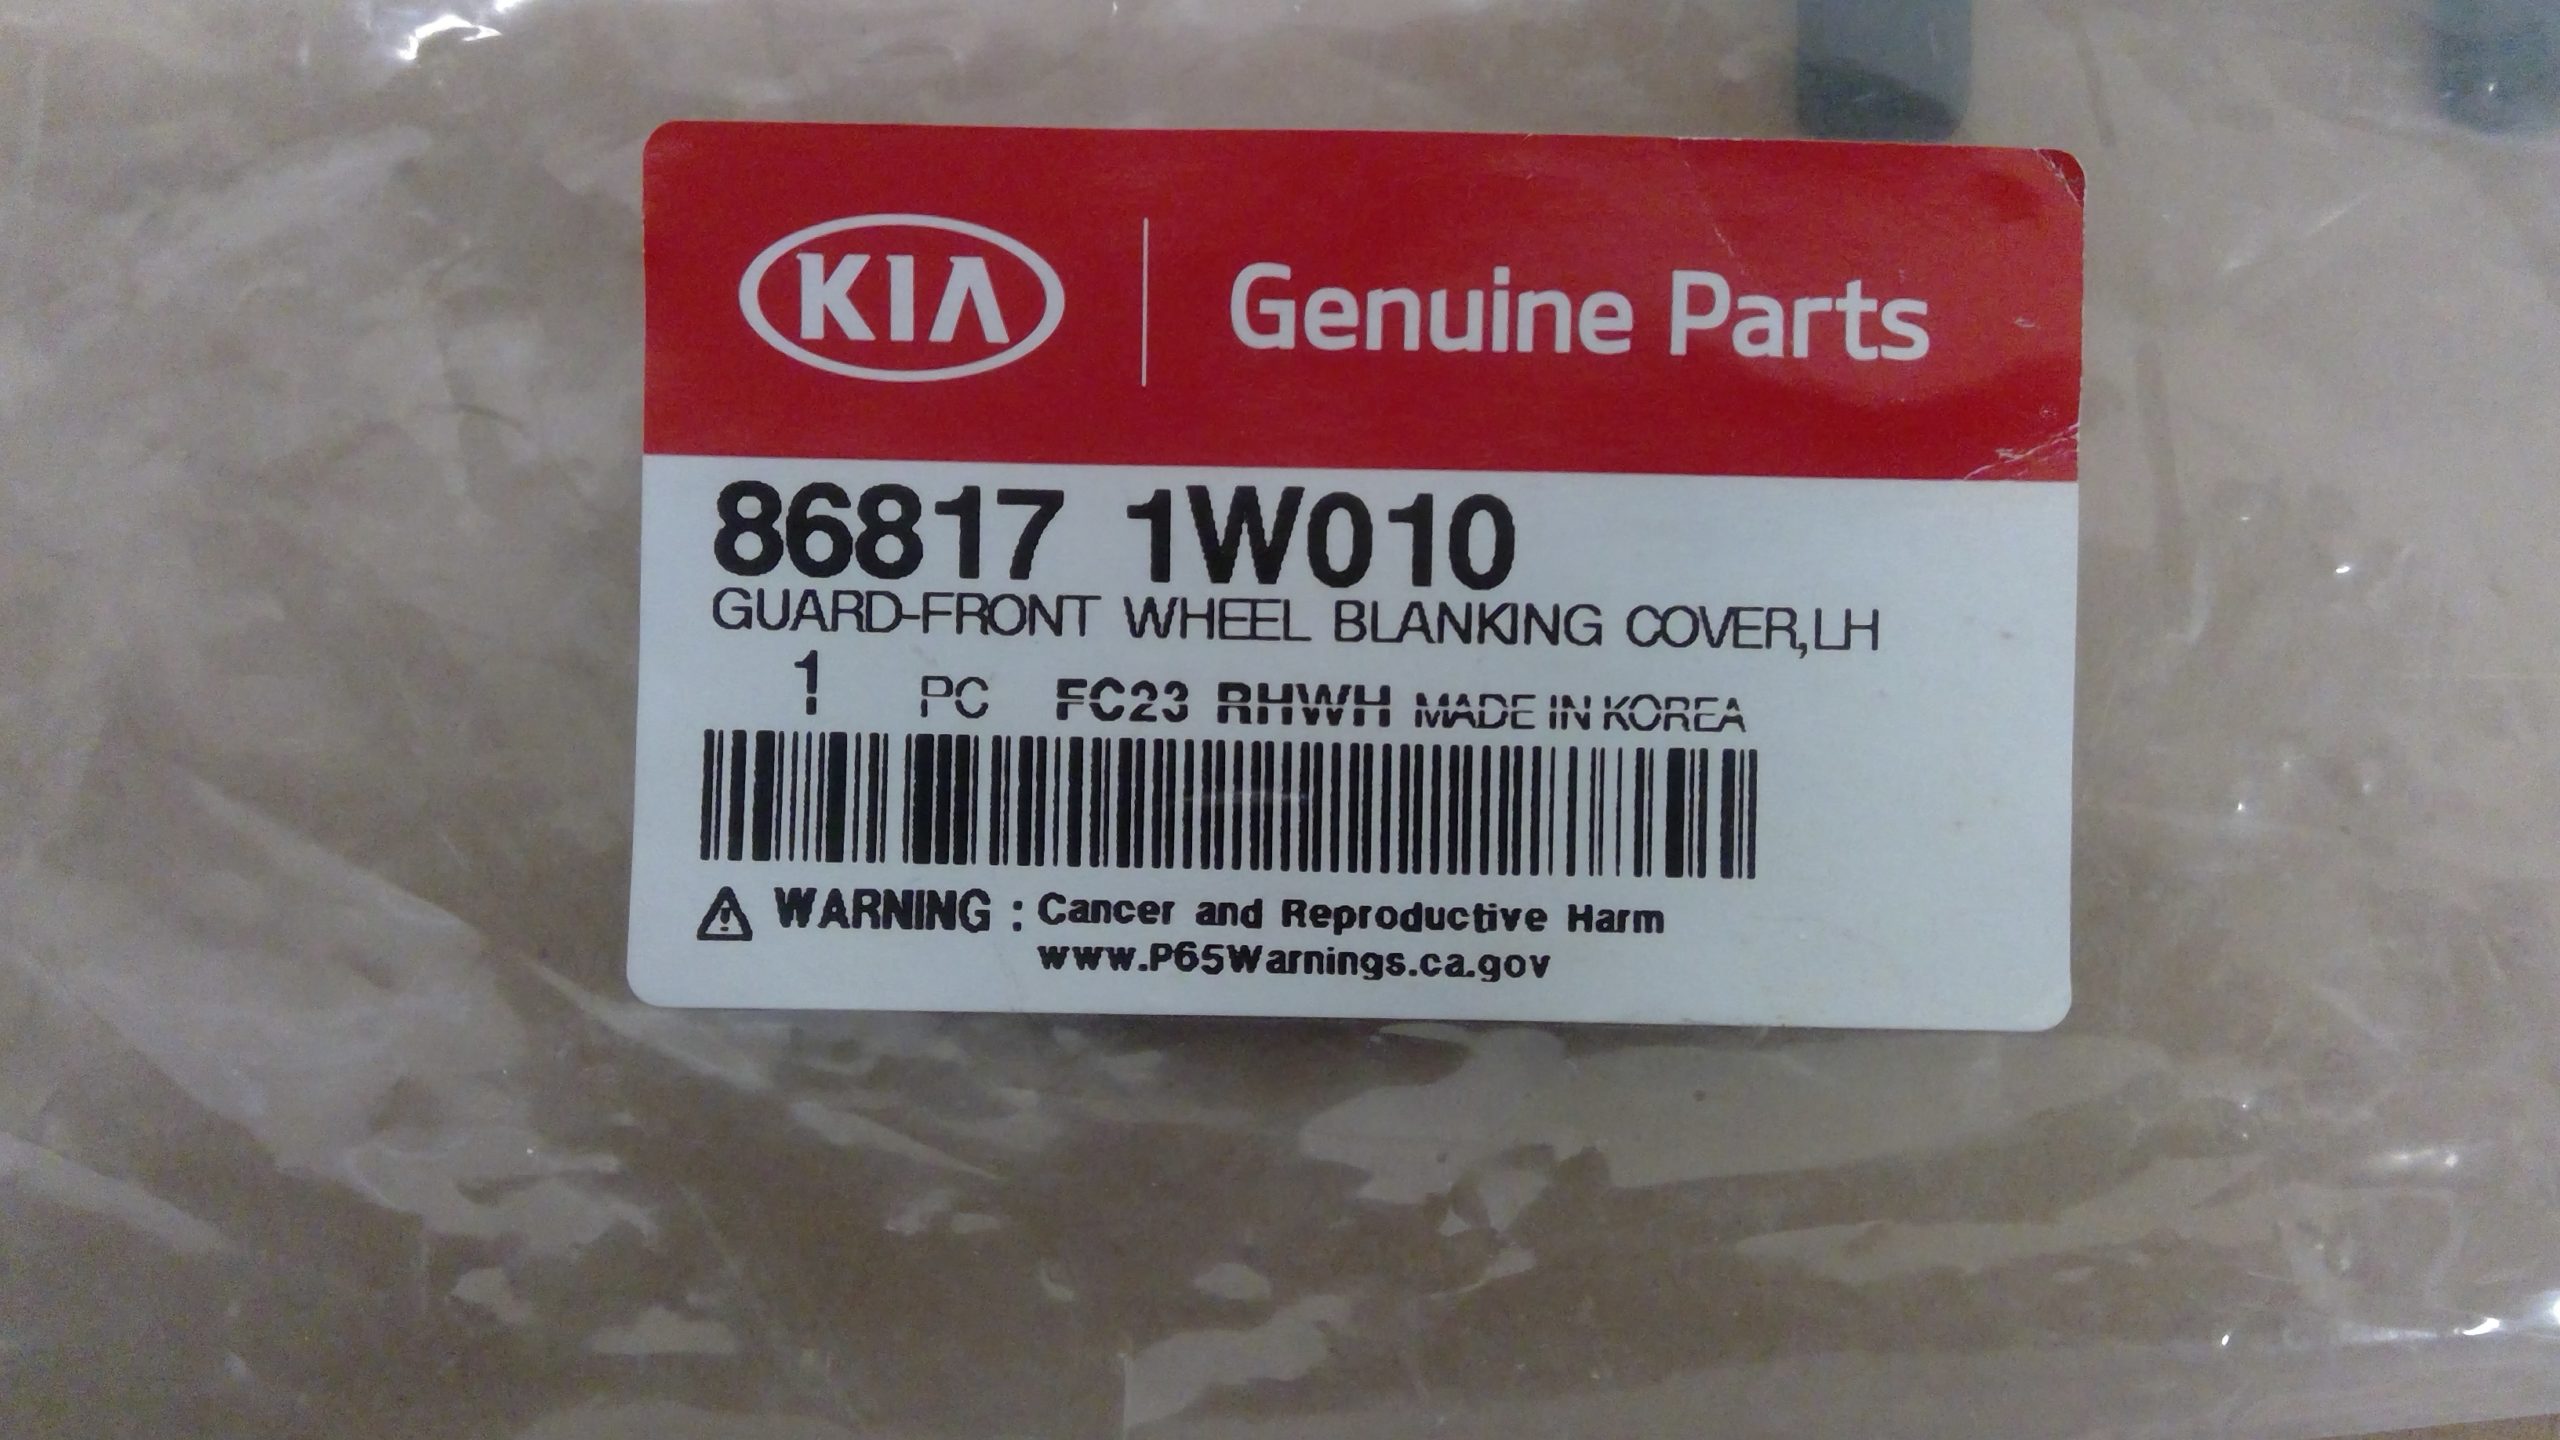 KIA Genuine Parts
86817 1W010
GUARD-FRONT WHEEL BLANKING COVER,LH
1 PC FC23 RHWH MADE IN KOREA
WARNING : Cancer and Reproductive Harm
www.P65Warnings.ca.gov